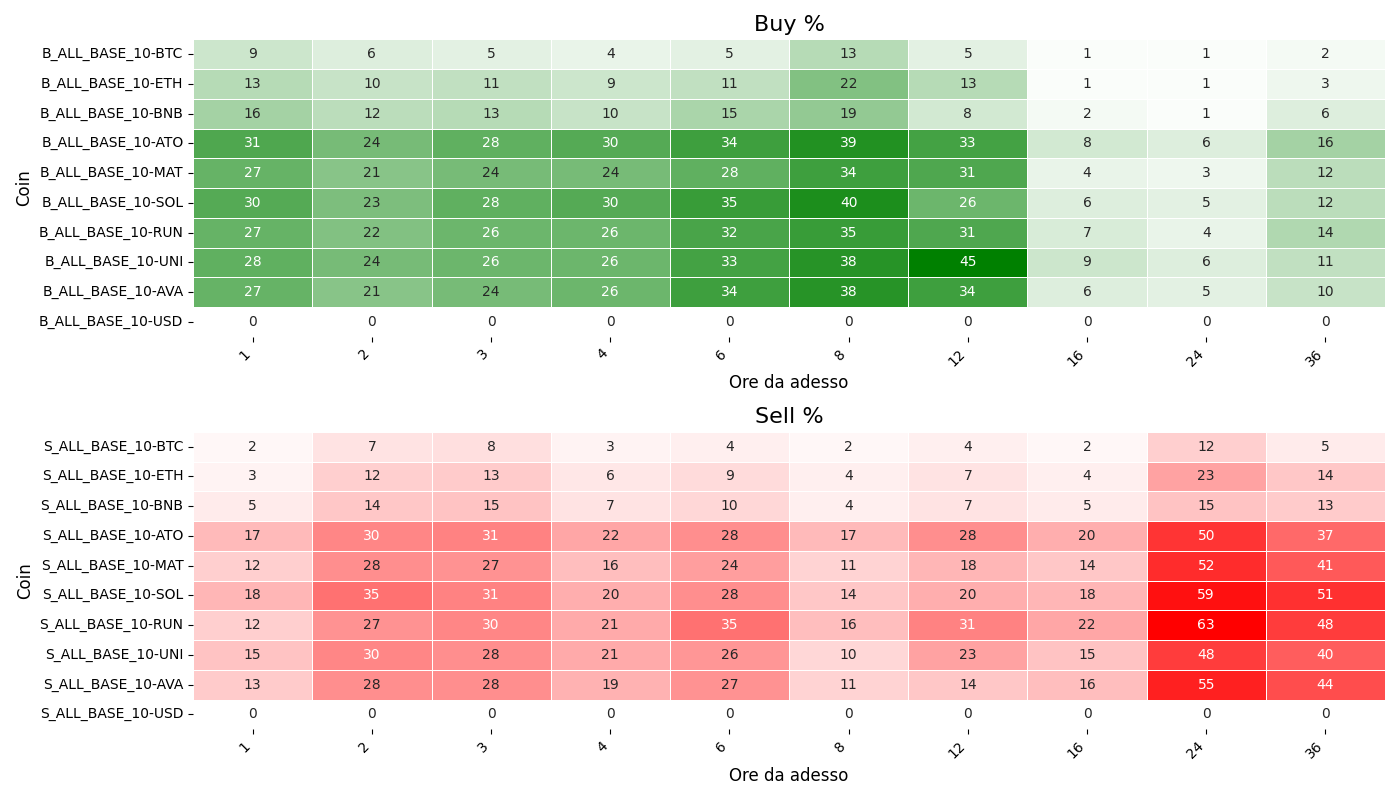 Buy %
Coin
B_ALL_BASE_10-BTC 9 6 5 4 5 13 5 1 1 2
B_ALL_BASE_10-ETH 13 10 11 9 11 22 13 1 1 3
B_ALL_BASE_10-BNB 16 12 13 10 15 19 8 2 1 6
B_ALL_BASE_10-ATO 31 24 28 30 34 39 33 8 6 16
B_ALL_BASE_10-MAT 27 21 24 24 28 34 31 4 3 12
B_ALL_BASE_10-SOL 30 23 28 30 35 40 26 6 5 12
B_ALL_BASE_10-RUN 27 22 26 26 32 35 31 7 4 14
B_ALL_BASE_10-UNI 28 24 26 26 33 38 45 9 6 11
B_ALL_BASE_10-AVA 27 21 24 26 34 38 34 6 5 10
B_ALL_BASE_10-USD 0 0 0 0 0 0 0 0 0 0
1 2 3 4 6 8 12 16 24 36
Ore da adesso
Sell %
Coin
S_ALL_BASE_10-BTC 2 7 8 3 4 2 4 2 12 5
S_ALL_BASE_10-ETH 3 12 13 6 9 4 7 4 23 14
S_ALL_BASE_10-BNB 5 14 15 7 10 4 7 5 15 13
S_ALL_BASE_10-ATO 17 30 31 22 28 17 28 20 50 37
S_ALL_BASE_10-MAT 12 28 27 16 24 11 18 14 52 41
S_ALL_BASE_10-SOL 18 35 31 20 28 14 20 18 59 51
S_ALL_BASE_10-RUN 12 27 30 21 35 16 31 22 63 48
S_ALL_BASE_10-UNI 15 30 28 21 26 10 23 15 48 40
S_ALL_BASE_10-AVA 13 28 28 19 27 11 14 16 55 44
S_ALL_BASE_10-USD 0 0 0 0 0 0 0 0 0 0
1 2 3 4 6 8 12 16 24 36
Ore da adesso